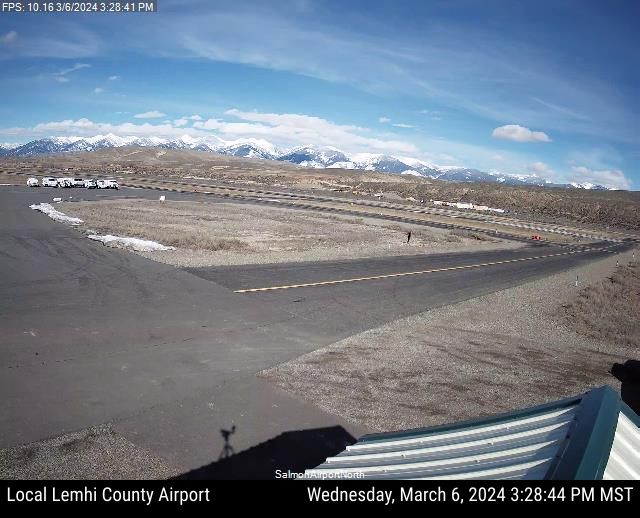 FPS: 10.16 3/6/2024 3:28:41 PM
SalmonAirportNorth
Local Lemhi County Airport Wednesday, March 6, 2024 3:28:44 PM MST